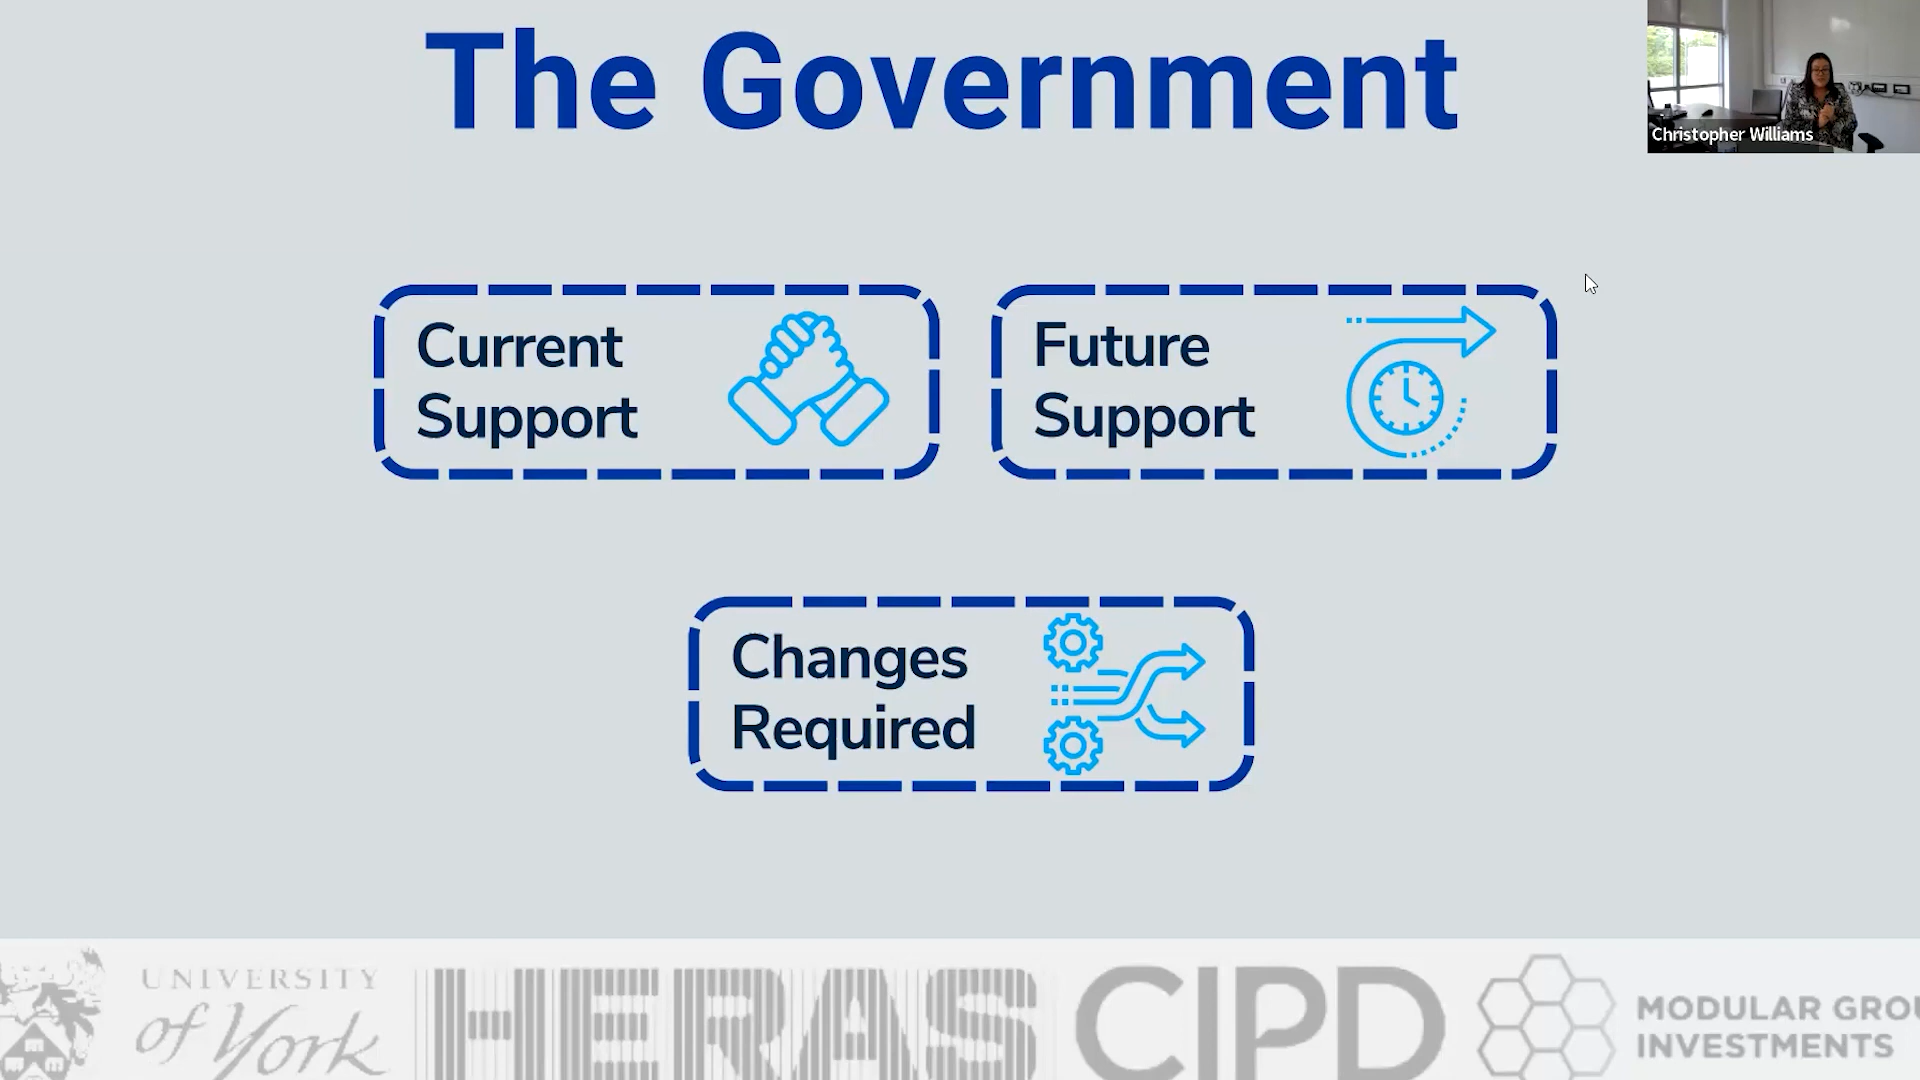 The Government
Christopher Williams
Current
Support
Future
Support
Changes
Required
UNIVERSITY
of York
HERAS
CIPD
MODULAR GROU
INVESTMENTS